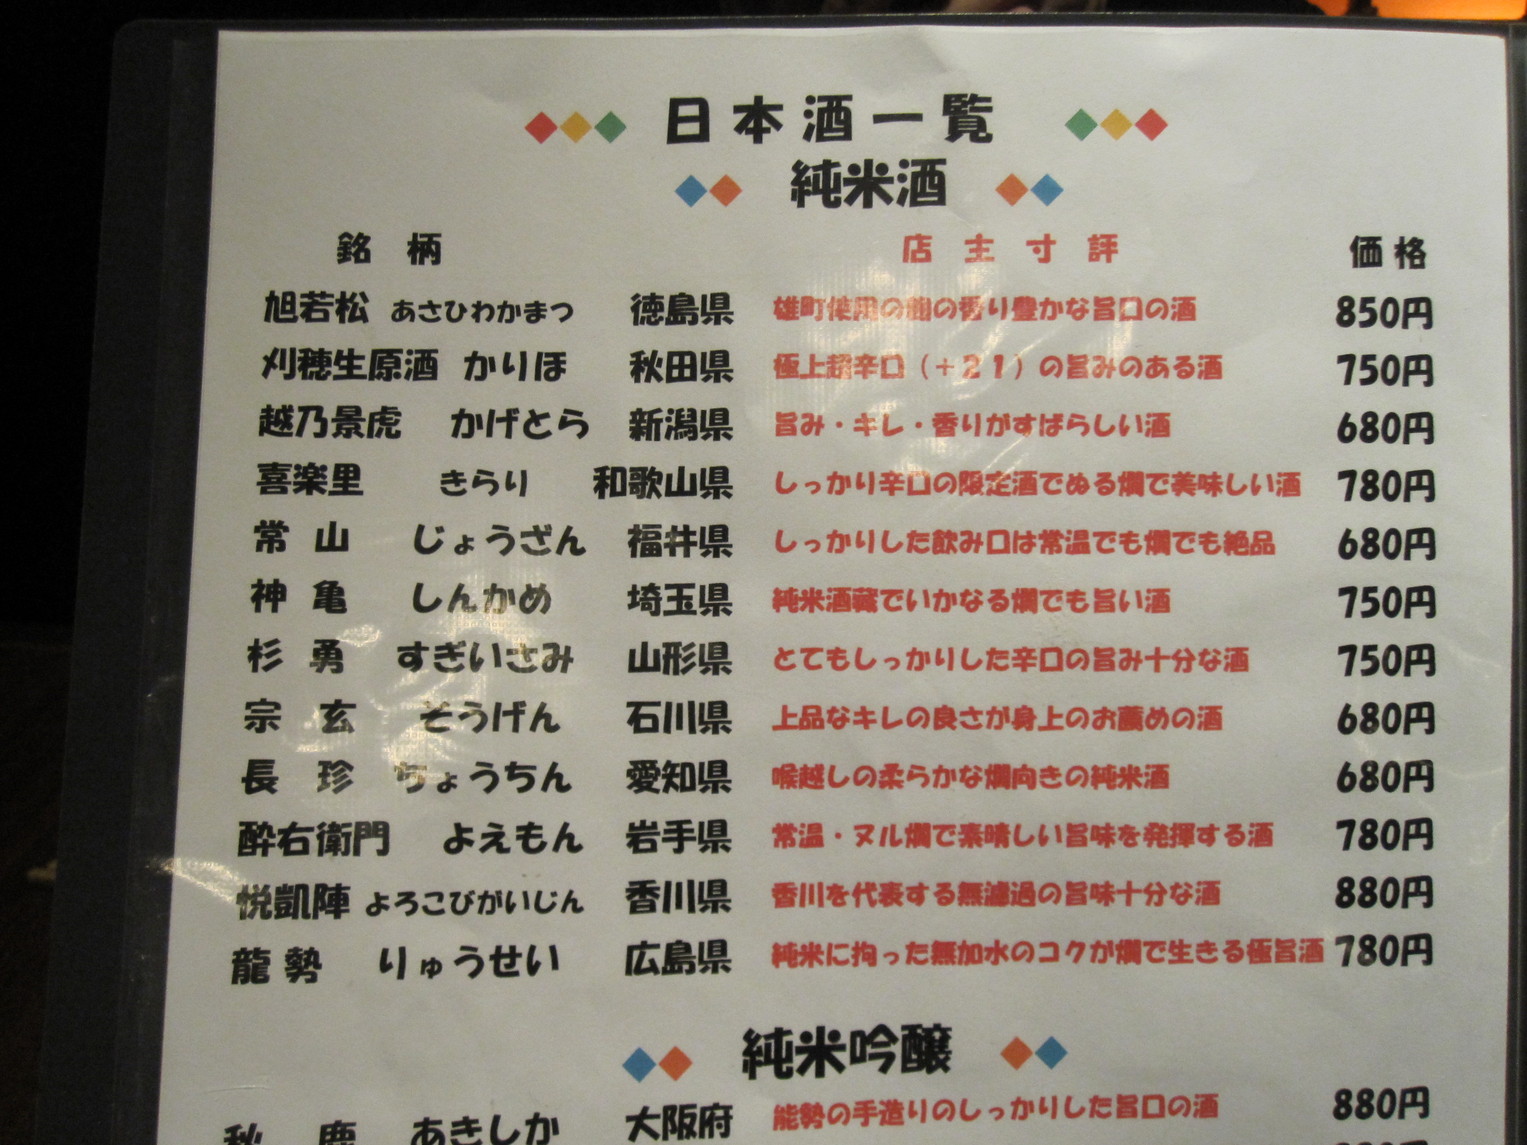 日本酒一覧
純米酒
銘柄 店主寸評 価格
旭若松 あさひわかまつ 徳島県 雄町使用の麹の香り豊かな旨口の酒 850円
刈穂生原酒 かりほ 秋田県 極上超辛口（＋２１）の旨みのある酒 750円
越乃景虎 かげとら 新潟県 旨み・キレ・香りがすばらしい酒 680円
喜楽里 きらり 和歌山県 しっかり辛口の限定酒でぬる燗で美味しい酒 780円
常山 じょうざん 福井県 しっかりした飲み口は常温でも燗でも絶品 680円
神亀 しんかめ 埼玉県 純米酒蔵でいかなる燗でも旨い酒 750円
杉勇 すぎいさみ 山形県 とてもしっかりした辛口の旨み十分な酒 750円
宗玄 そうげん 石川県 上品なキレの良さが身上のお薦めの酒 680円
長珍 ちょうちん 愛知県 喉越しの柔らかな燗向きの純米酒 680円
酔右衛門 よえもん 岩手県 常温・ヌル燗で素晴しい旨味を発揮する酒 780円
悦凱陣 よろこびがいじん 香川県 香川を代表する無濾過の旨味十分な酒 880円
龍勢 りゅうせい 広島県 純米に拘った無加水のコクが燗で生きる極旨酒 780円
純米吟醸
秋鹿 あきしか 大阪府 能勢の手造りのしっかりした旨口の酒 880円